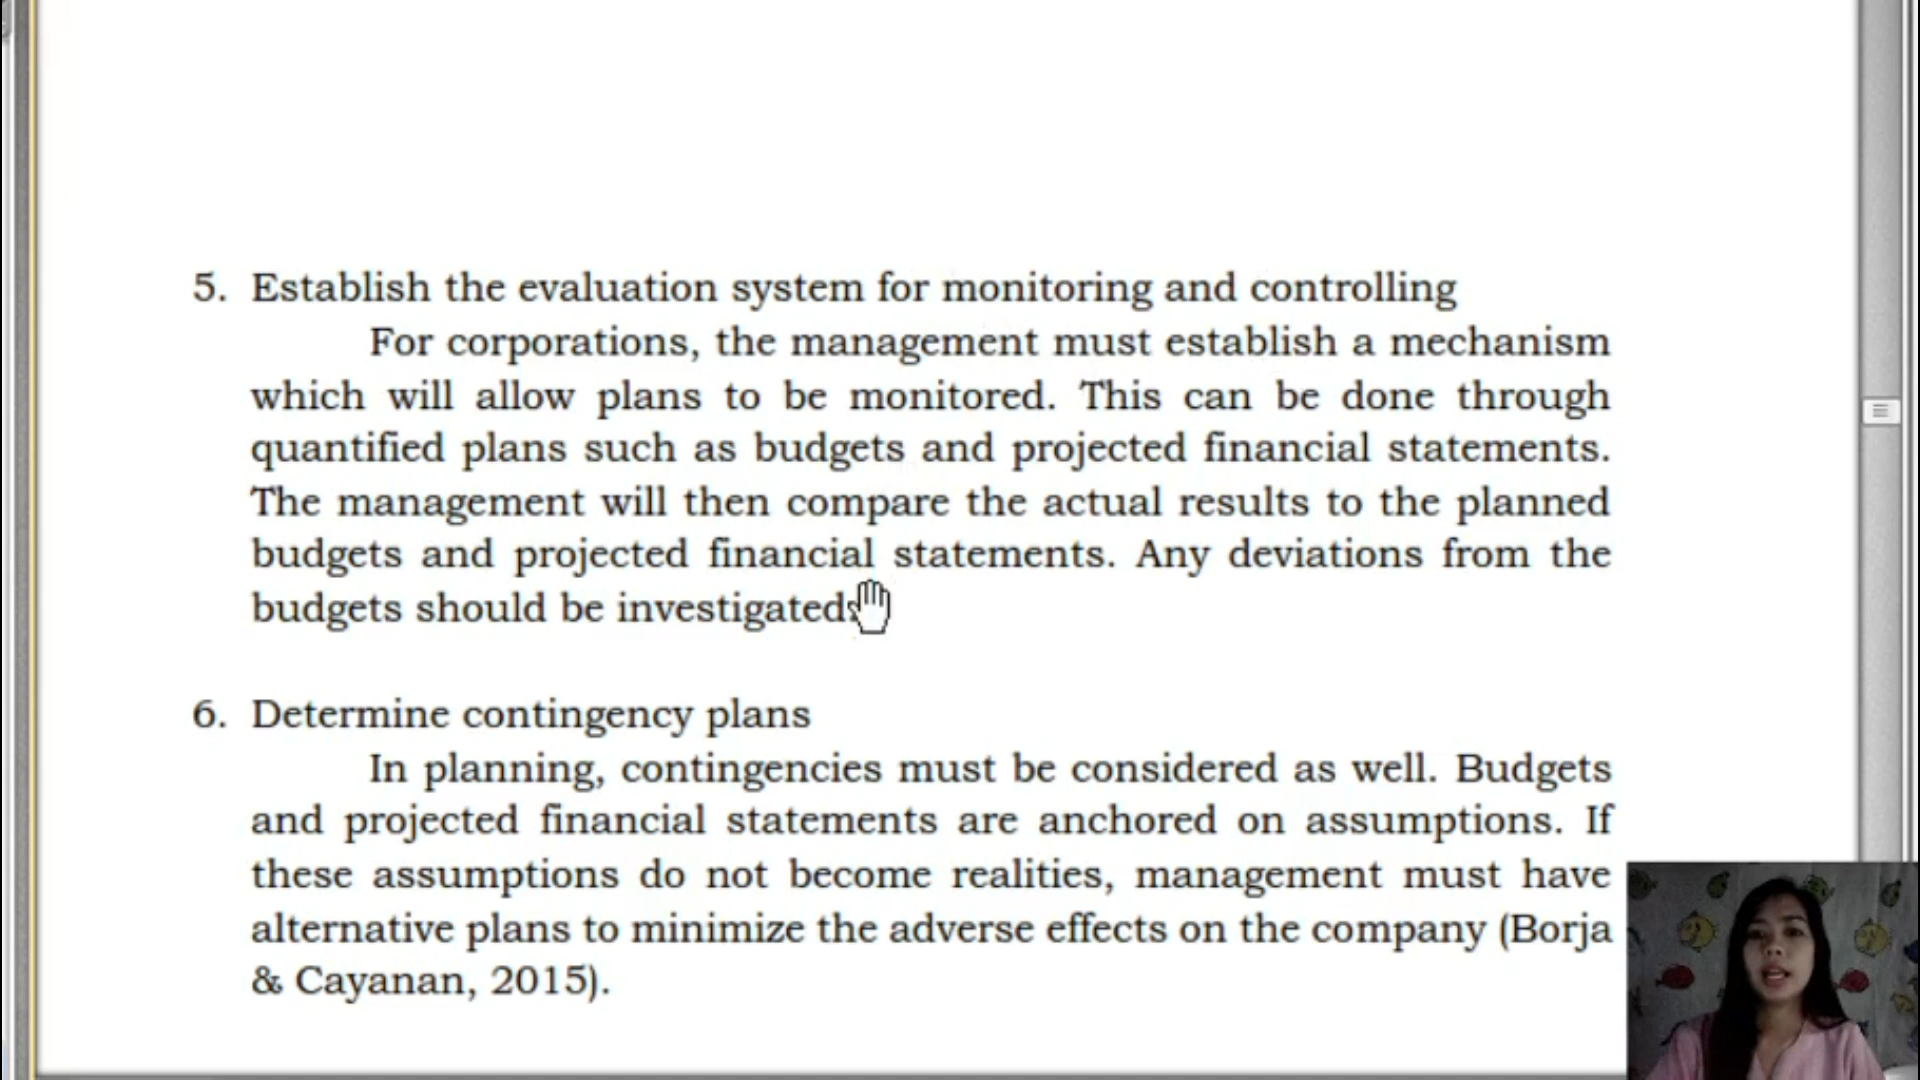 5. Establish the evaluation system for monitoring and controlling
For corporations, the management must establish a mechanism
which will allow plans to be monitored. This can be done through
quantified plans such as budgets and projected financial statements.
The management will then compare the actual results to the planned
budgets and projected financial statements. Any deviations from the
budgets should be investigated.
6. Determine contingency plans
In planning, contingencies must be considered as well. Budgets
and projected financial statements are anchored on assumptions. If
these assumptions do not become realities, management must have
alternative plans to minimize the adverse effects on the company (Borja
& Cayanan, 2015).